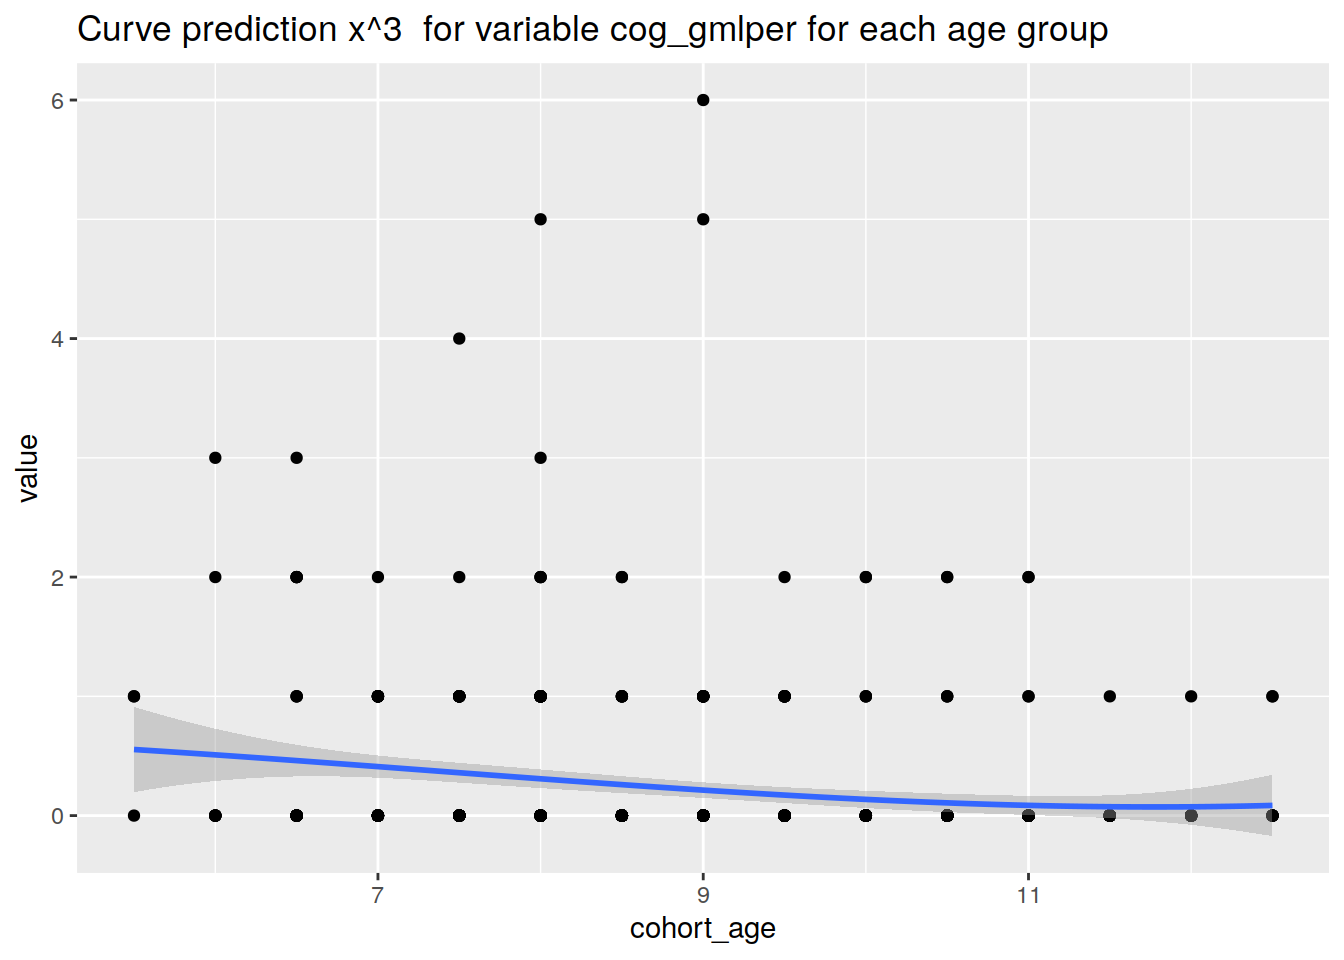 Curve prediction x^3  for variable cog_gmlper for each age group
6
4
2
0
value
7
9
11
cohort_age